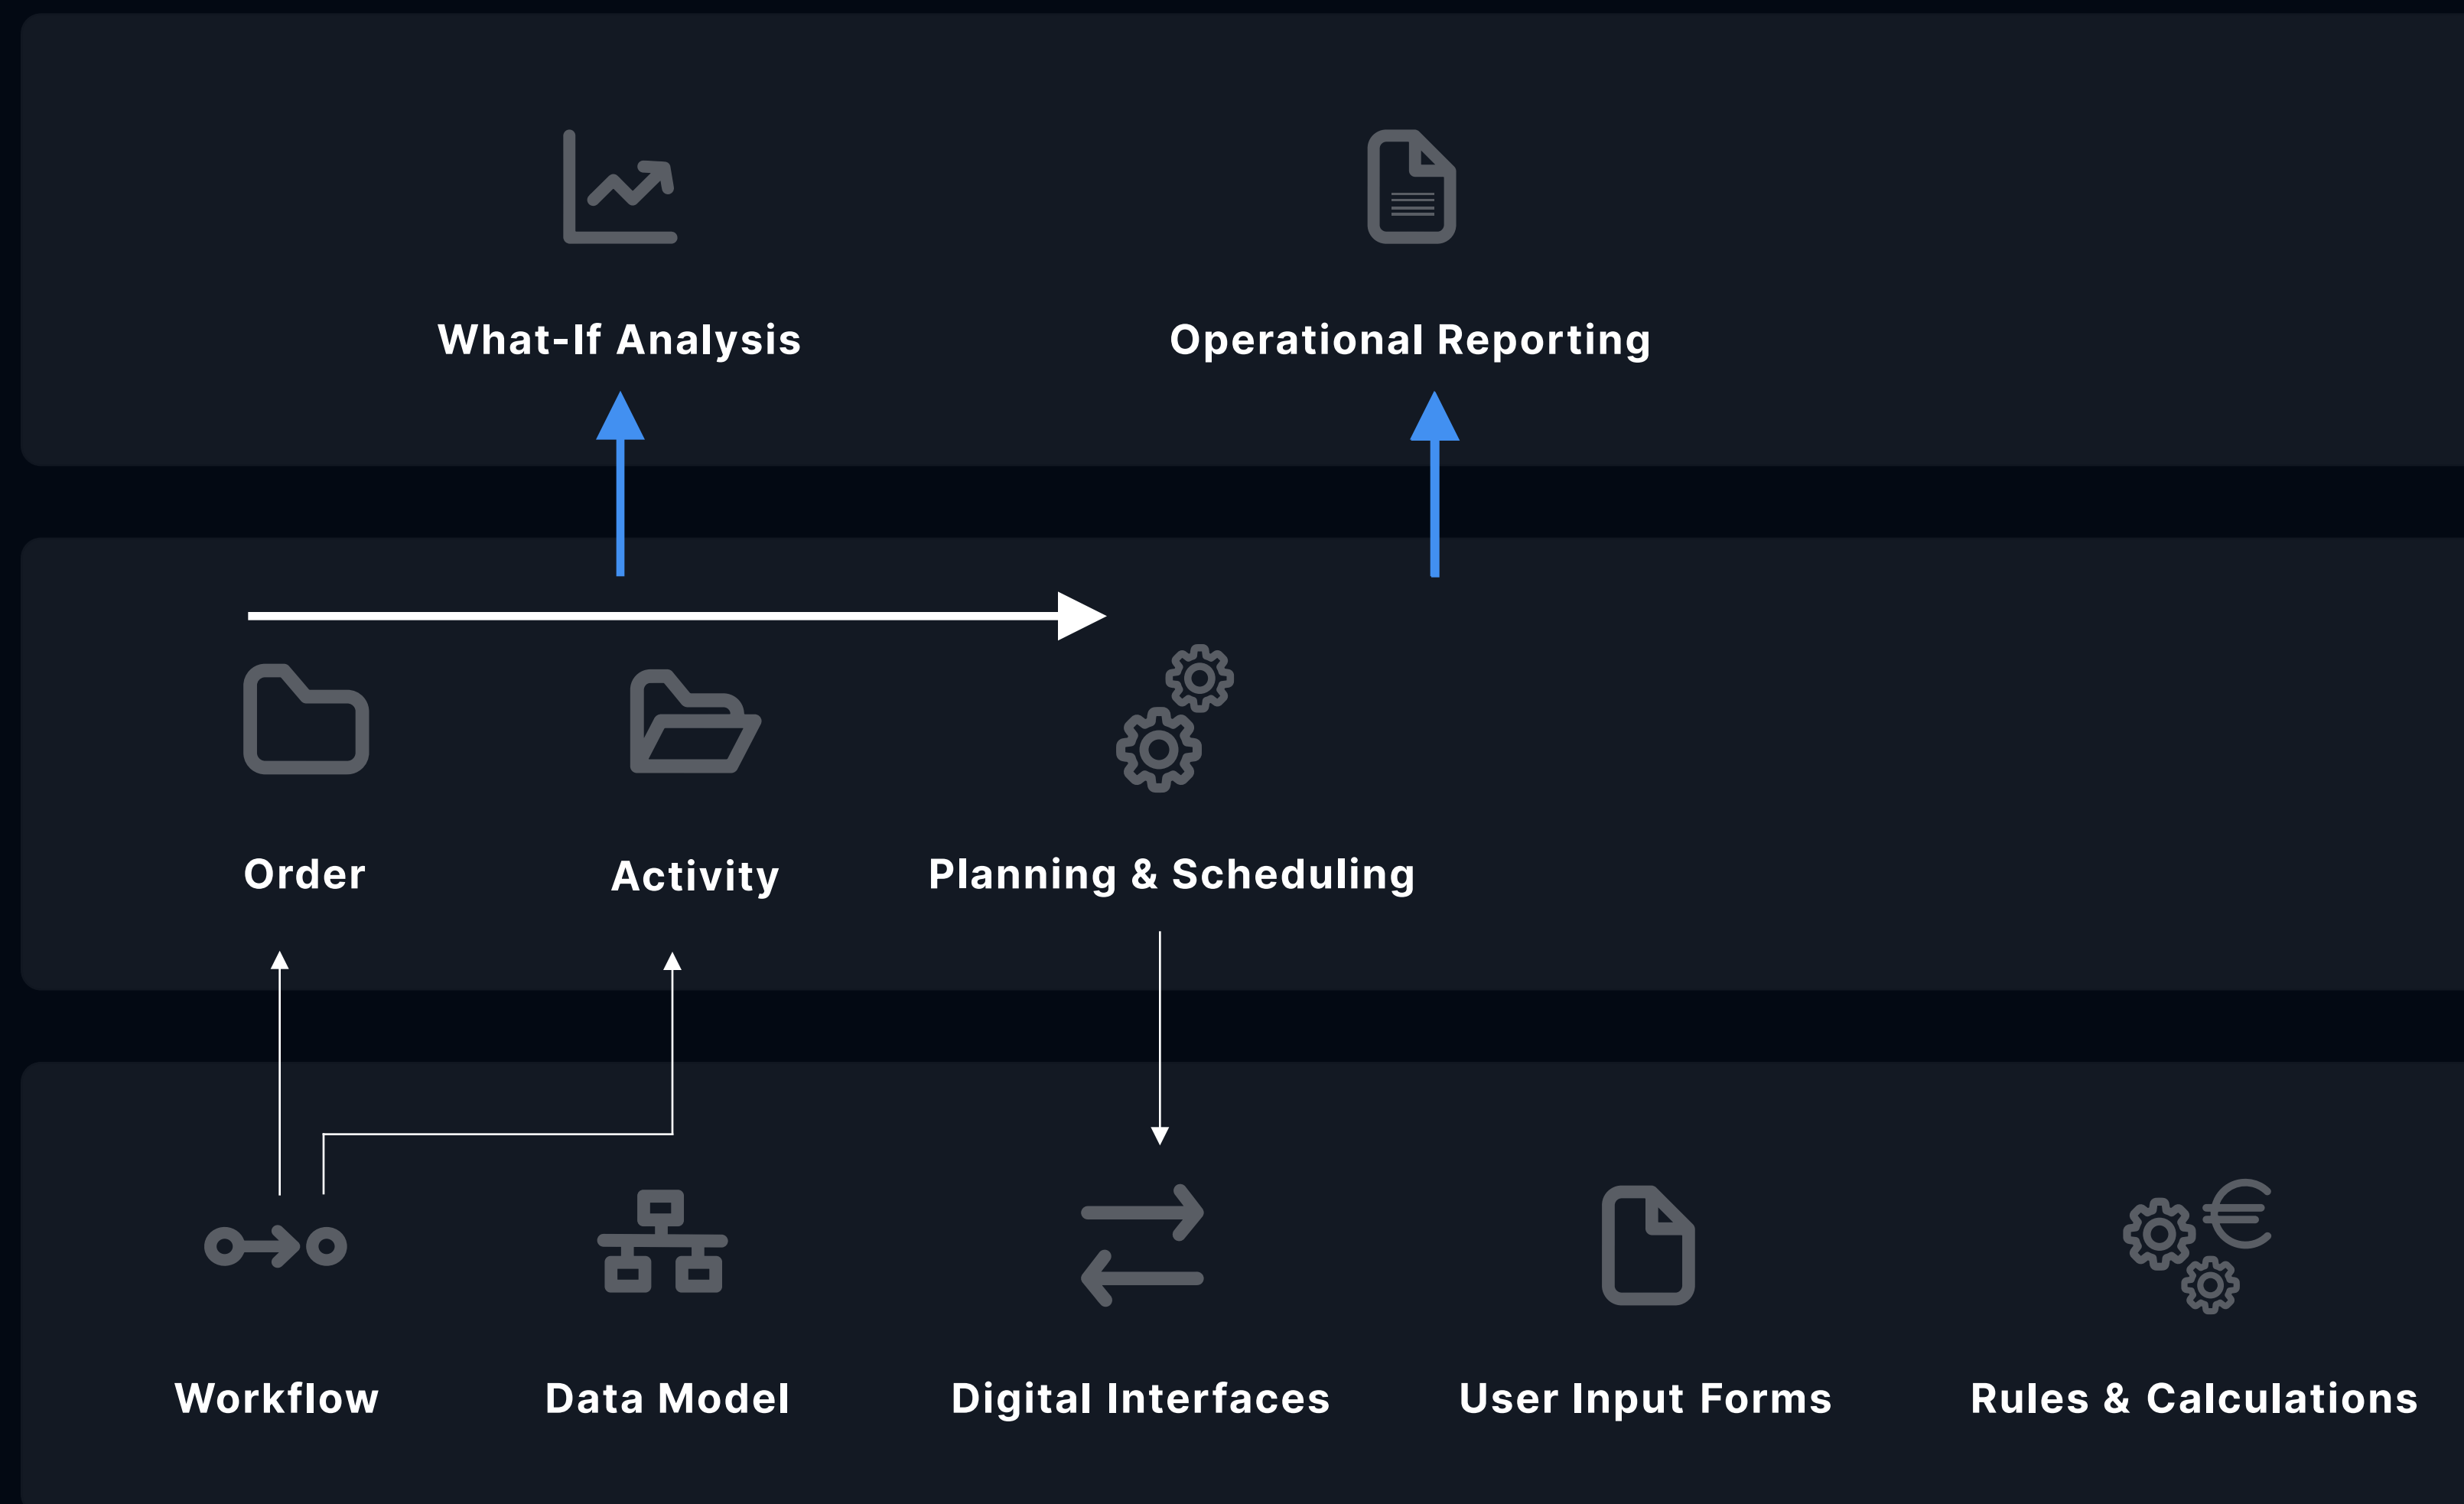 What-If Analysis
Operational Reporting
Order
Activity
Planning & Scheduling
Workflow
Data Model
Digital Interfaces
User Input Forms
Rules & Calculations